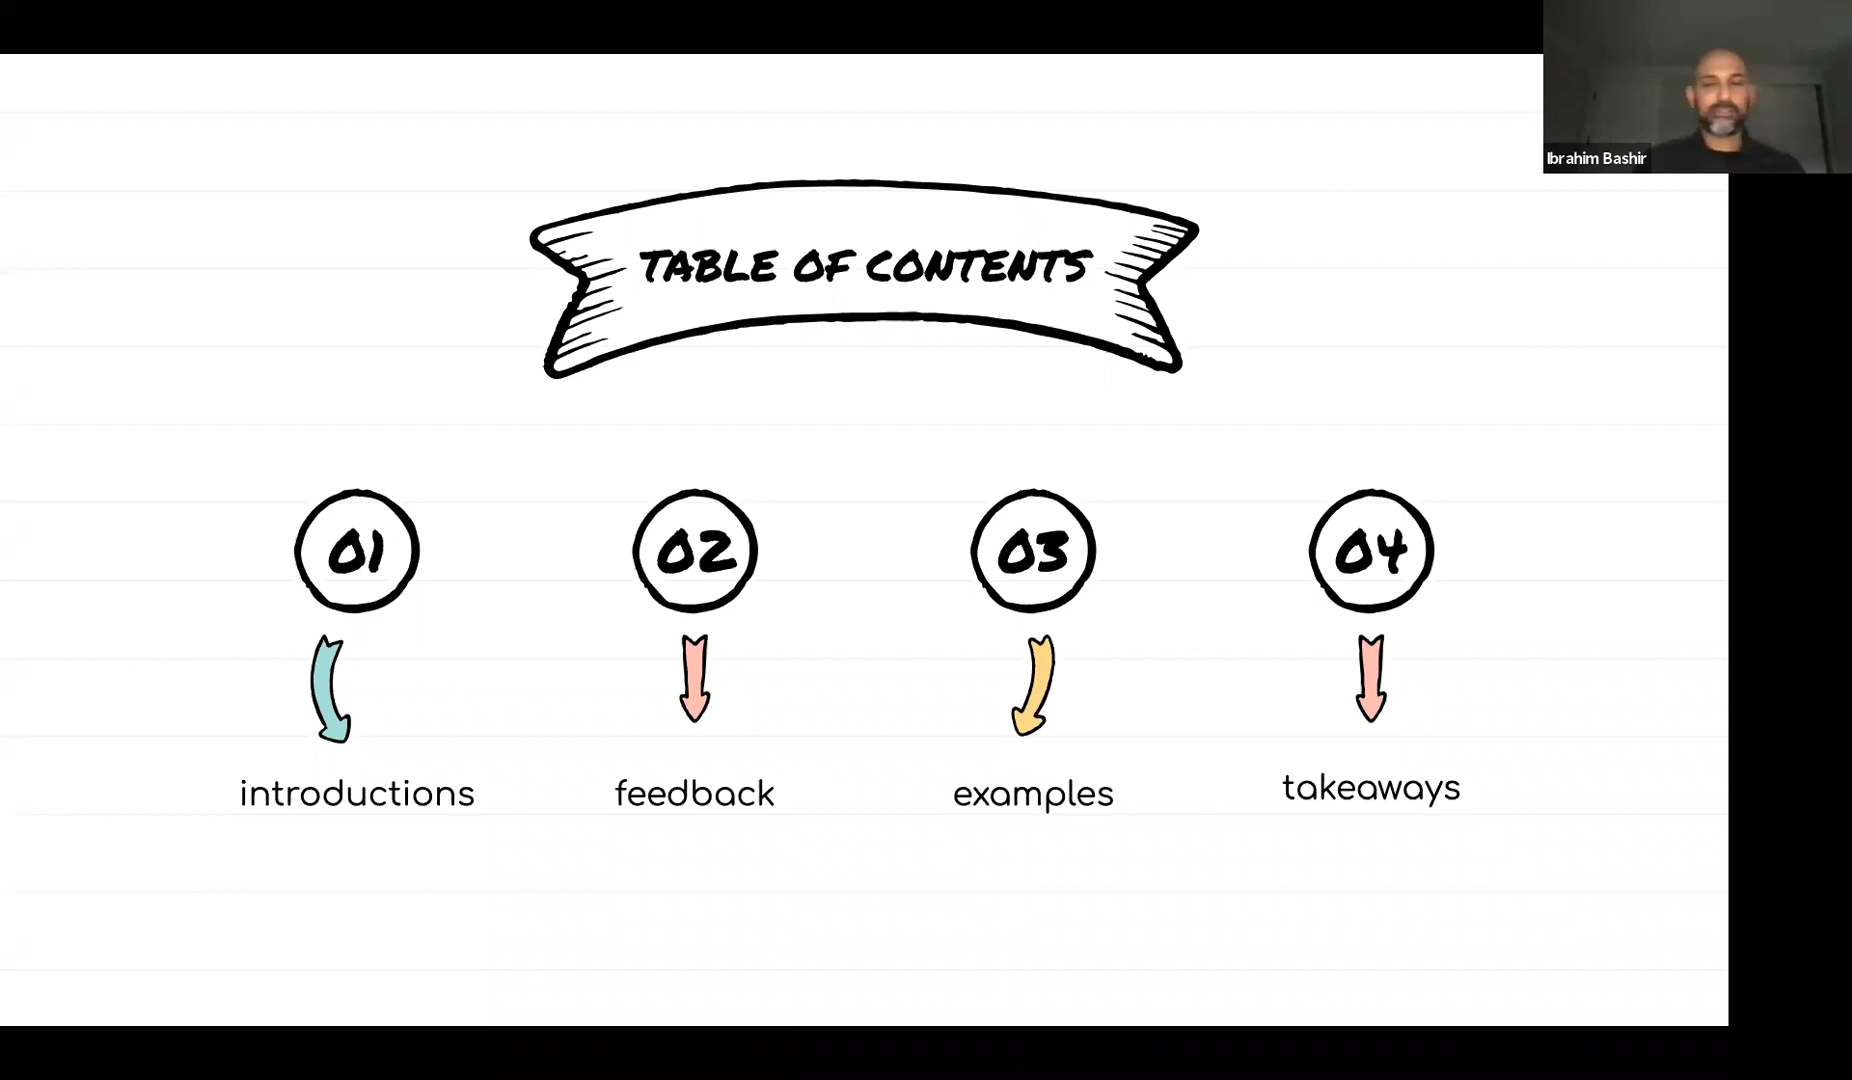 Ibrahim Bashir
TABLE OF CONTENTS
01
02
03
04
introductions
feedback
examples
takeaways